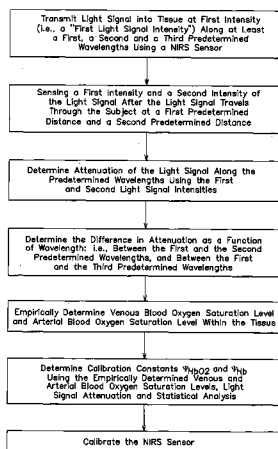 Transmit Light Signal into Tissue at First Intensity
(i.e., a "First Light Signal Intensity") Along at Least
a First, a Second and a Third Predetermined
Wavelengths Using a NIRS Sensor
Sensing a First Intensity and a Second Intensity of
the Light Signal After the Light Signal Travels
Through the Subject at a First Predetermined
Distance and a Second Predetermined Distance
Determine Attenuation of the Light Signal Along the
Predetermined Wavelengths Using the First
and Second Light Signal Intensities
Determine the Difference in Attenuation as a Function
of Wavelength: i.e., Between the First and the Second
Predetermined Wavelengths, and Between the First
and the Third Predetermined Wavelengths
Empirically Determine Venous Blood Oxygen Saturation
Level and Arterial Blood Oxygen Saturation Level Within the Tissue
Determine Calibration Constants ΨHbO2 and ΨHb
Using the Empirically Determined Venous and
Arterial Blood Oxygen Saturation Levels, Light
Signal Attenuation and Statistical Analysis
Calibrate the NIRS Sensor